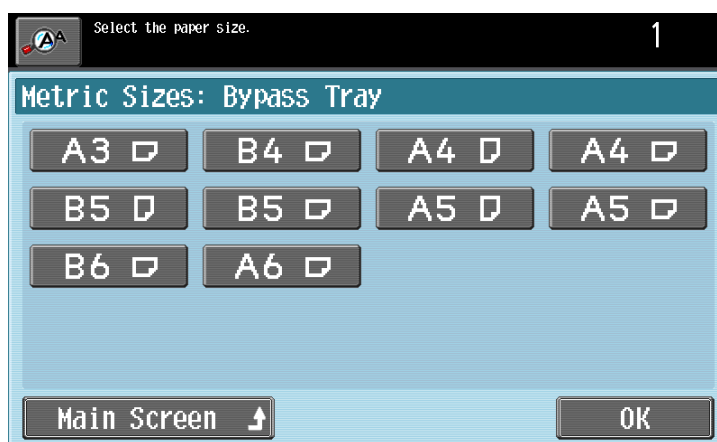 AA
Select the paper size.
1
Metric Sizes: Bypass Tray
A3 B4 A4 A4
B5 B5 A5 A5
B6 A6
Main Screen OK